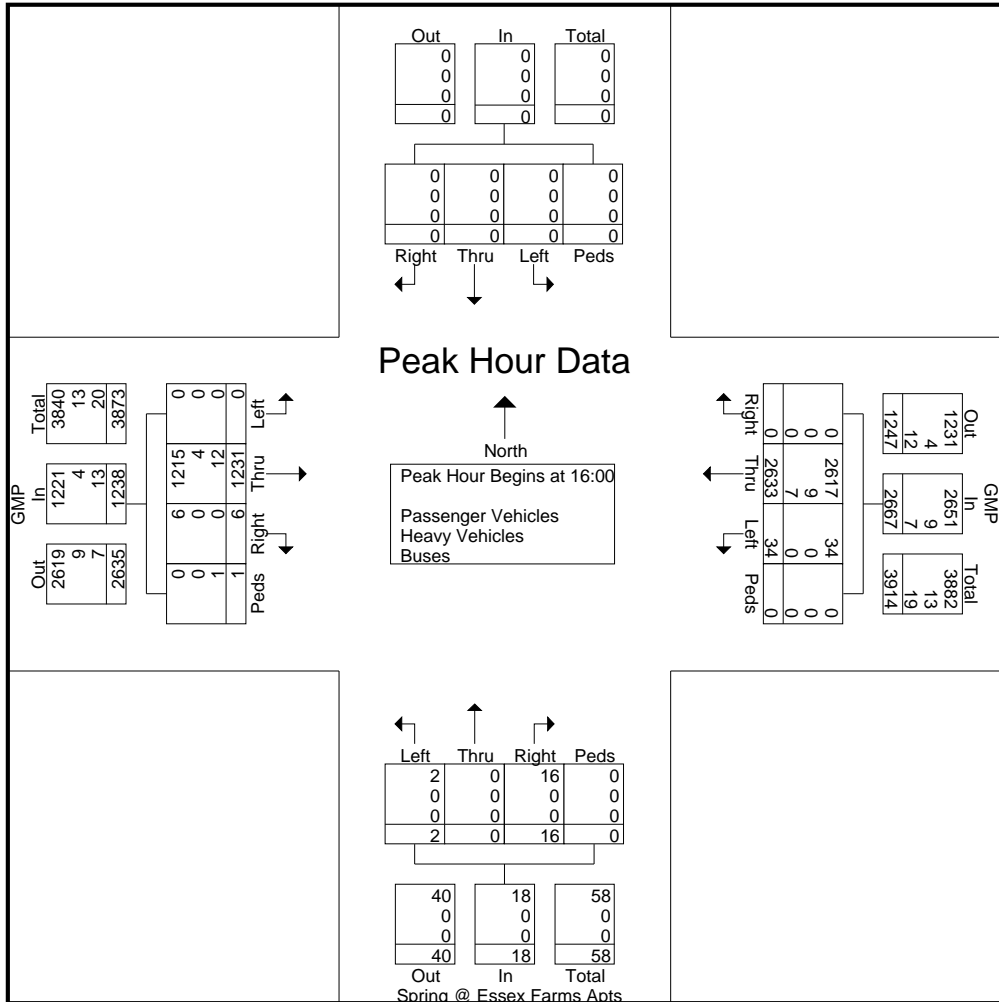 Out In Total
0 0 0
0 0 0
0 0 0
0 0 0
0 0 0 0
0 0 0 0
0 0 0 0
0 0 0 0
Right Thru Left Peds
Peak Hour Data
North
Peak Hour Begins at 16:00
Passenger Vehicles
Heavy Vehicles
Buses
GMP
Out In Total
2619 1221 3840
9 4 13
7 13 20
2635 1238 3873
0 1215 6 0
0 4 0 0
0 12 0 1
0 1231 6 1
Left Thru Right Peds
Right Thru Left Peds
0 2617 34 0
0 9 0 0
0 7 0 0
0 2633 34 0
Out In Total
1231 2651 3882
4 9 13
12 7 19
1247 2667 3914
GMP
Left Thru Right Peds
2 0 16 0
0 0 0 0
0 0 0 0
2 0 16 0
40 18 58
0 0 0
0 0 0
40 18 58
Out In Total
Spring @ Essex Farms Apts